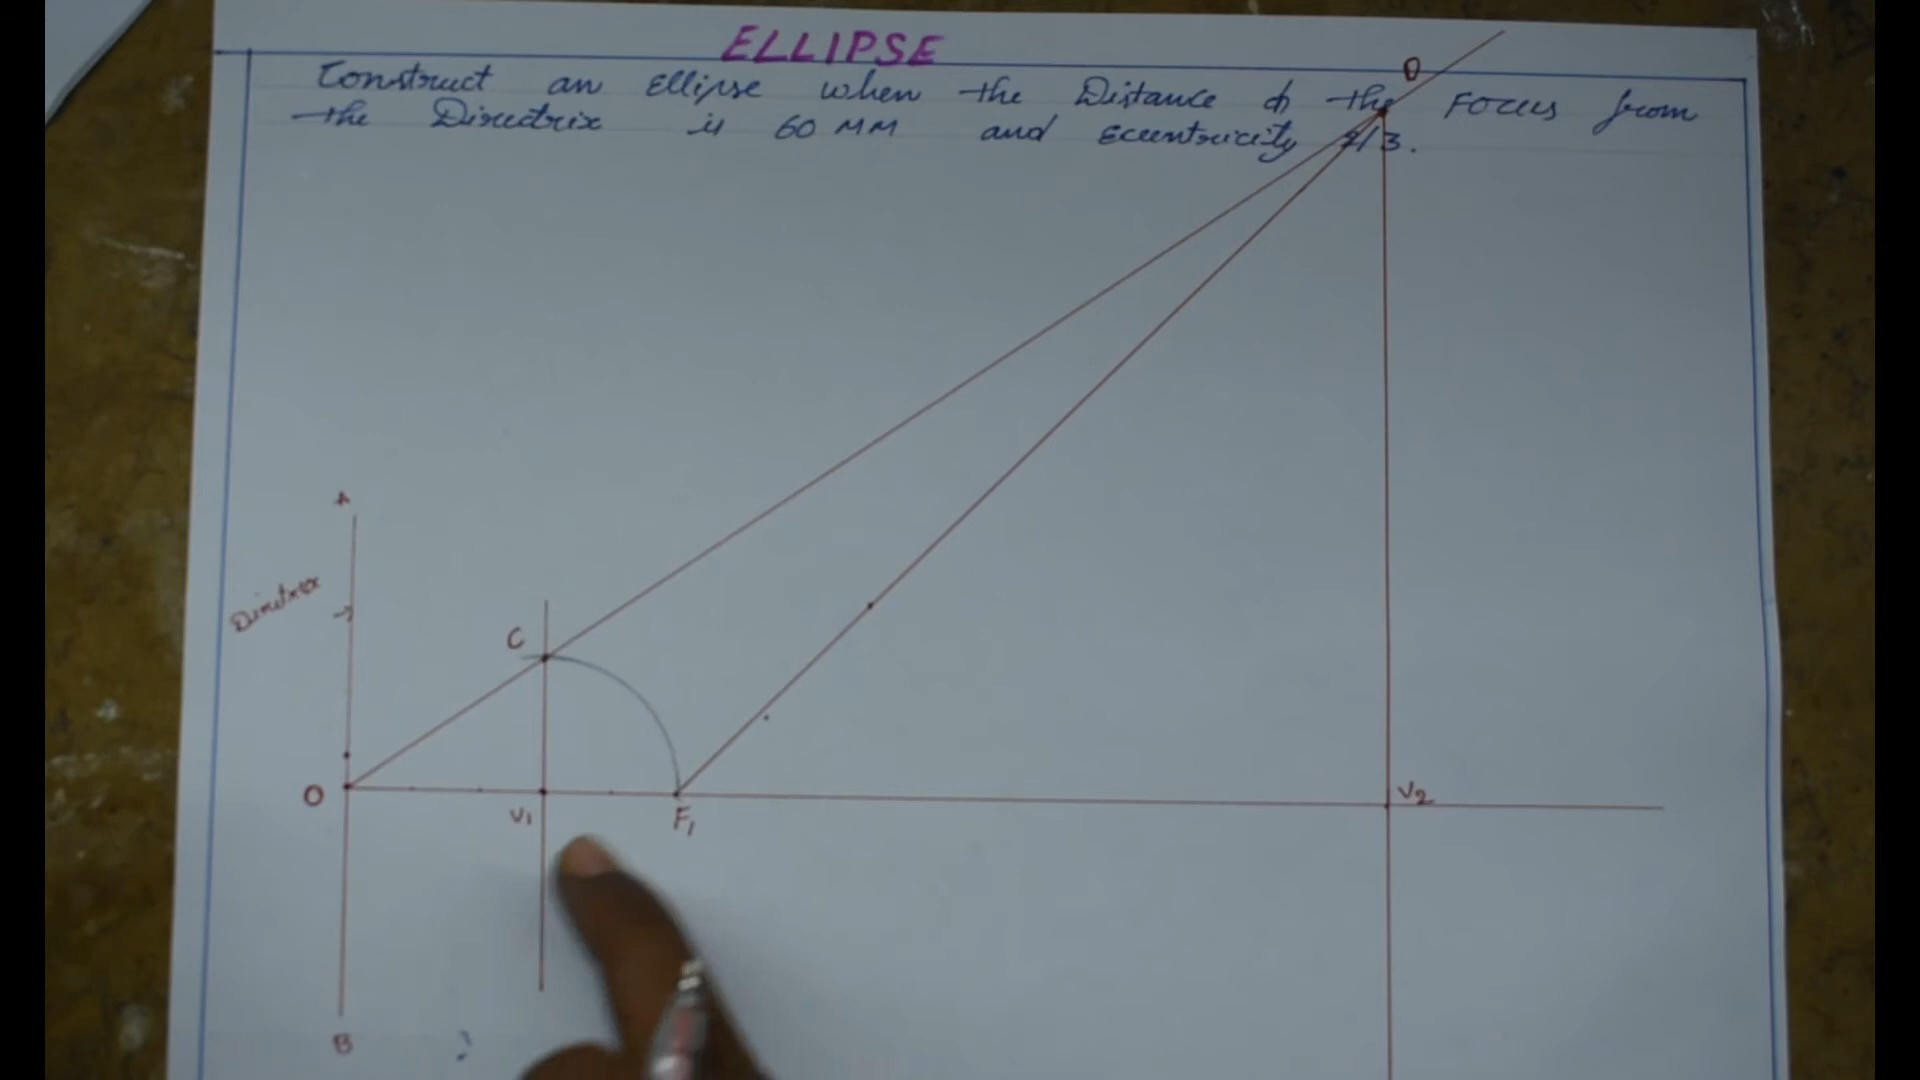 ELLIPSE
Construct an Ellipse when the Distance of the Focus from
the Directrix is 60 MM and eccentricity 2/3.
D
A
Directrix
C
O
V1
F1
V2
B